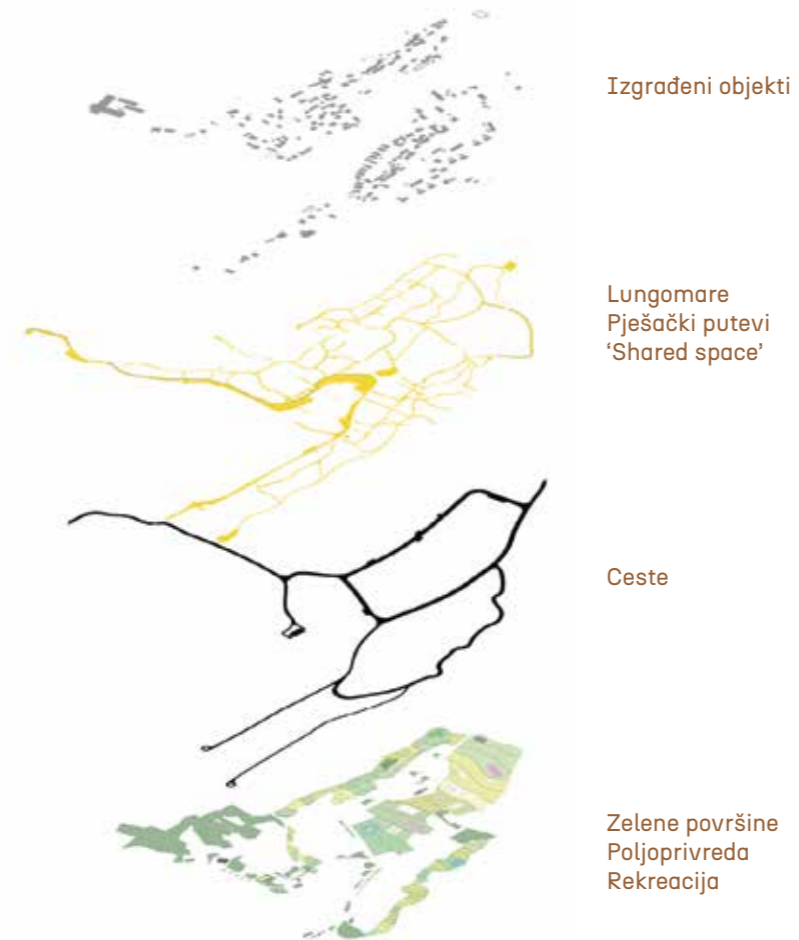 Izgrađeni objekti
Lungomare
Pješački putevi
‘Shared space’
Ceste
Zelene površine
Poljoprivreda
Rekreacija